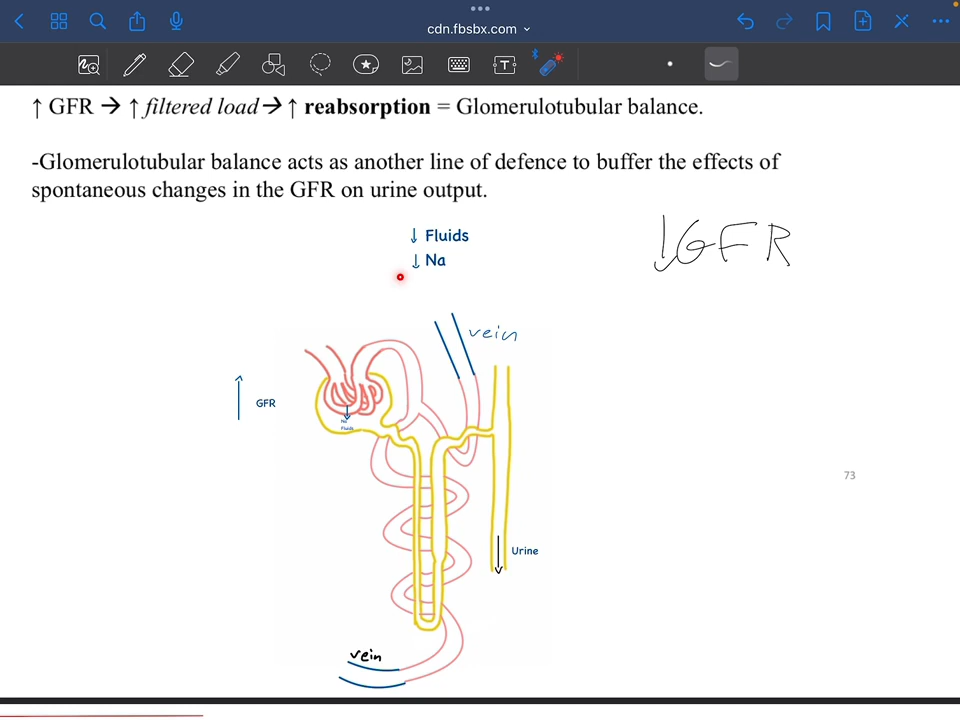 cdn.fbsbx.com
↑ GFR → ↑ filtered load → ↑ reabsorption = Glomerulotubular balance.
-Glomerulotubular balance acts as another line of defence to buffer the effects of
spontaneous changes in the GFR on urine output.
↓ Fluids
↓ Na
↓GFR
vein
GFR
Na
Fluids
73
Urine
vein